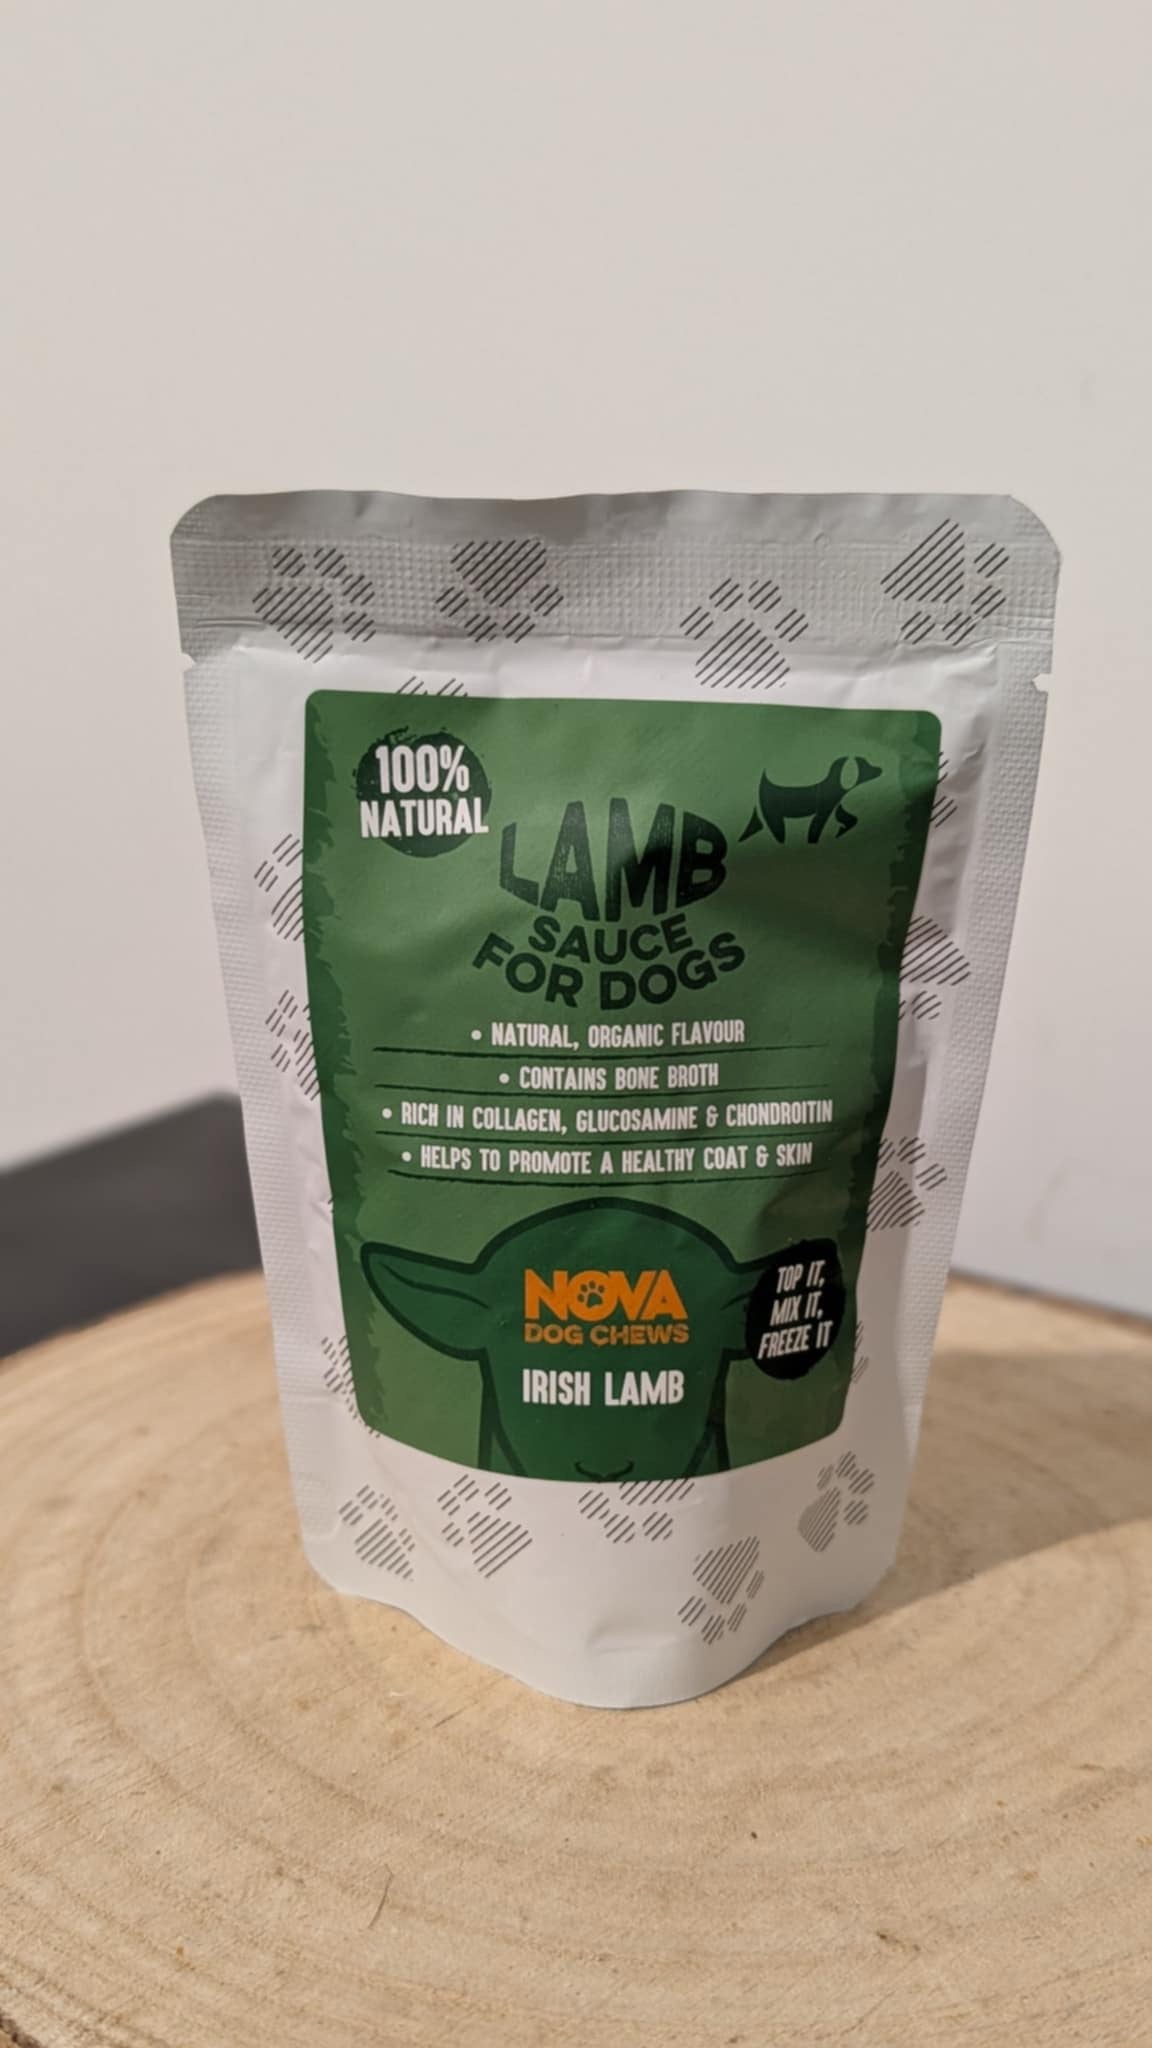 100%
NATURAL
LAMB
SAUCE
FOR DOGS
• NATURAL, ORGANIC FLAVOUR
• CONTAINS BONE BROTH
• RICH IN COLLAGEN, GLUCOSAMINE & CHONDROITIN
• HELPS TO PROMOTE A HEALTHY COAT & SKIN
NOVA
DOG CHEWS
IRISH LAMB
TOP IT,
MIX IT,
FREEZE IT